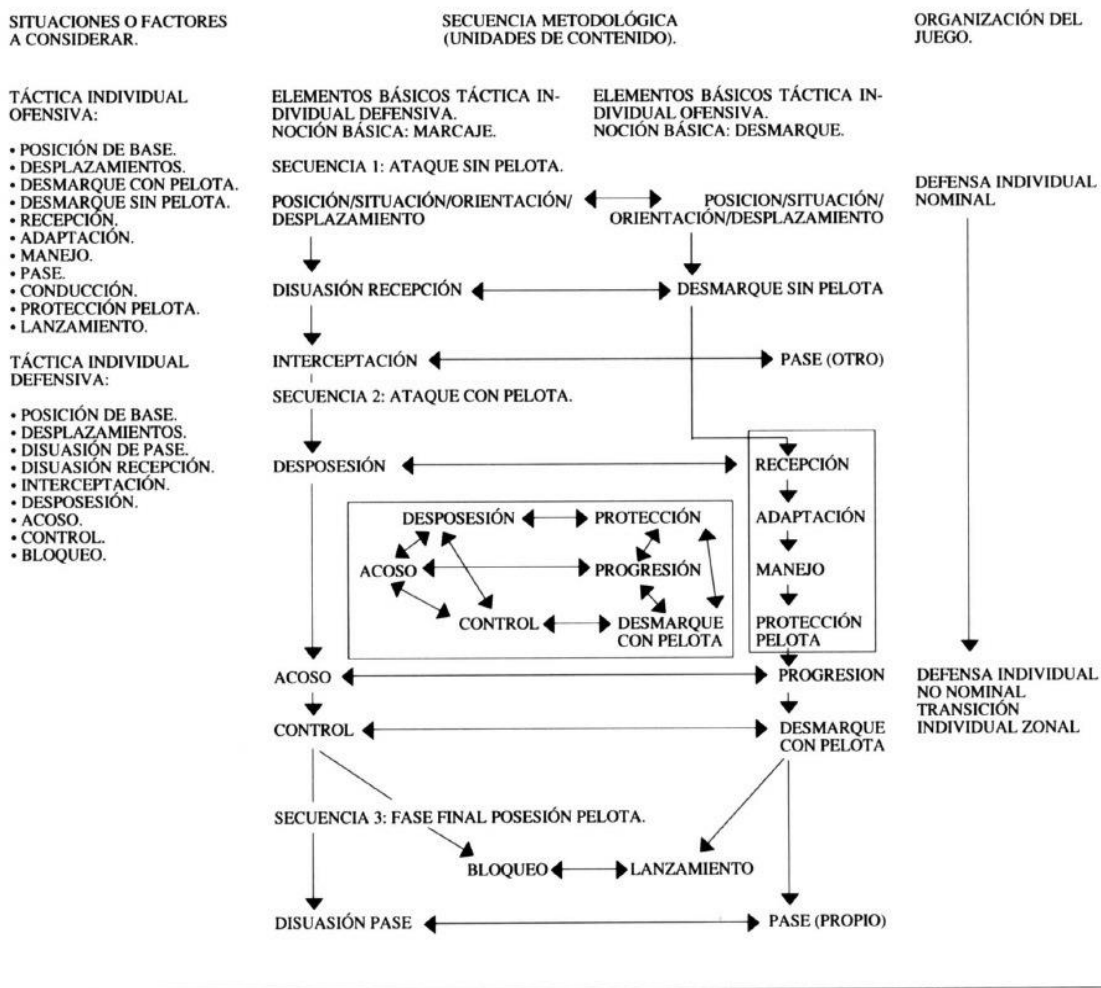 SITUACIONES O FACTORES
A CONSIDERAR.
SECUENCIA METODOLÓGICA
(UNIDADES DE CONTENIDO).
ORGANIZACIÓN DEL
JUEGO.
TÁCTICA INDIVIDUAL
OFENSIVA:
• POSICIÓN DE BASE.
• DESPLAZAMIENTOS.
• DESMARQUE CON PELOTA.
• DESMARQUE SIN PELOTA.
• RECEPCIÓN.
• ADAPTACIÓN.
• MANEJO.
• PASE.
• CONDUCCIÓN.
• PROTECCIÓN PELOTA.
• LANZAMIENTO.
TÁCTICA INDIVIDUAL
DEFENSIVA:
• POSICIÓN DE BASE.
• DESPLAZAMIENTOS.
• DISUASIÓN DE PASE.
• DISUASIÓN RECEPCIÓN.
• INTERCEPTACIÓN.
• DESPOSESIÓN.
• ACOSO.
• CONTROL.
• BLOQUEO.
ELEMENTOS BÁSICOS TÁCTICA IN-
DIVIDUAL DEFENSIVA.
NOCIÓN BÁSICA: MARCAJE.
ELEMENTOS BÁSICOS TÁCTICA IN-
DIVIDUAL OFENSIVA.
NOCIÓN BÁSICA: DESMARQUE.
SECUENCIA 1: ATAQUE SIN PELOTA.
POSICIÓN/SITUACIÓN/ORIENTACIÓN/
DESPLAZAMIENTO
POSICION/SITUACIÓN/
ORIENTACIÓN/DESPLAZAMIENTO
DISUASIÓN RECEPCIÓN
DESMARQUE SIN PELOTA
INTERCEPTACIÓN
PASE (OTRO)
SECUENCIA 2: ATAQUE CON PELOTA.
DESPOSESIÓN
RECEPCIÓN
DESPOSESIÓN
PROTECCIÓN
ADAPTACIÓN
ACOSO
PROGRESIÓN
MANEJO
CONTROL
DESMARQUE
CON PELOTA
PROTECCIÓN
PELOTA
ACOSO
PROGRESION
CONTROL
DESMARQUE
CON PELOTA
SECUENCIA 3: FASE FINAL POSESIÓN PELOTA.
BLOQUEO
LANZAMIENTO
DISUASIÓN PASE
PASE (PROPIO)
DEFENSA INDIVIDUAL
NOMINAL
DEFENSA INDIVIDUAL
NO NOMINAL
TRANSICIÓN
INDIVIDUAL ZONAL